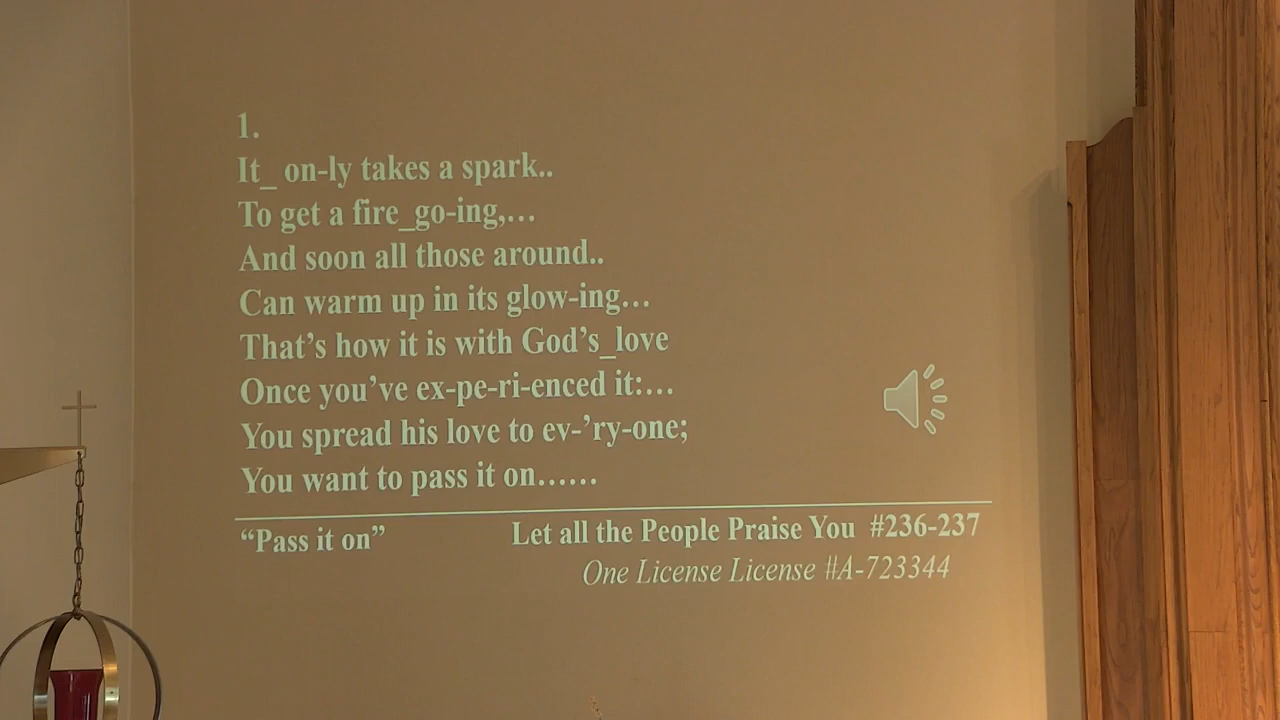 1.
It_ on-ly takes a spark..
To get a fire_go-ing,...
And soon all those around..
Can warm up in its glow-ing...
That's how it is with God's_love
Once you've ex-pe-ri-enced it:...
You spread his love to ev-'ry-one;
You want to pass it on......
“Pass it on” Let all the People Praise You #236-237
One License License #A-723344